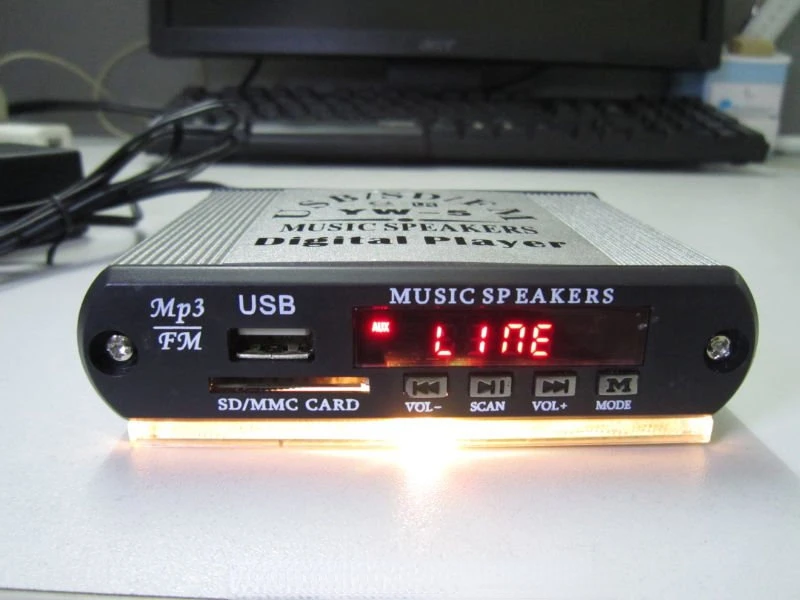 acer
USB/SD/FM
YW-5
MUSIC SPEAKERS
Digital Player
MUSIC SPEAKERS
Mp3
FM
USB
AUX
LINE
SD/MMC CARD
M
VOL-
SCAN
VOL+
MODE